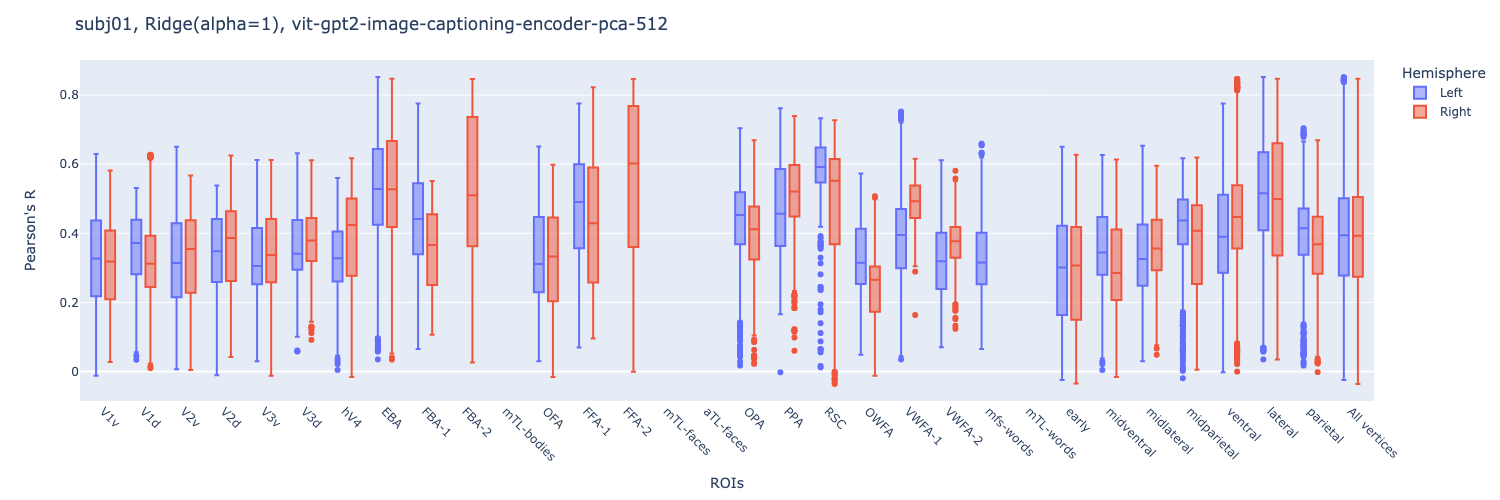 subj01, Ridge(alpha=1), vit-gpt2-image-captioning-encoder-pca-512
Hemisphere
Left
Right
Pearson's R
0.8
0.6
0.4
0.2
0
V1v
V1d
V2v
V2d
V3v
V3d
hV4
EBA
FBA-1
FBA-2
mTL-bodies
OFA
FFA-1
FFA-2
mTL-faces
aTL-faces
OPA
PPA
RSC
OWFA
VWFA-1
VWFA-2
mfs-words
mTL-words
early
midventral
midlateral
midparietal
ventral
lateral
parietal
All vertices
ROIs